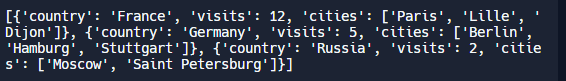 [{'country': 'France', 'visits': 12, 'cities': ['Paris', 'Lille', '
Dijon']}, {'country': 'Germany', 'visits': 5, 'cities': ['Berlin',
'Hamburg', 'Stuttgart']}, {'country': 'Russia', 'visits': 2, 'citie
s': ['Moscow', 'Saint Petersburg']}]